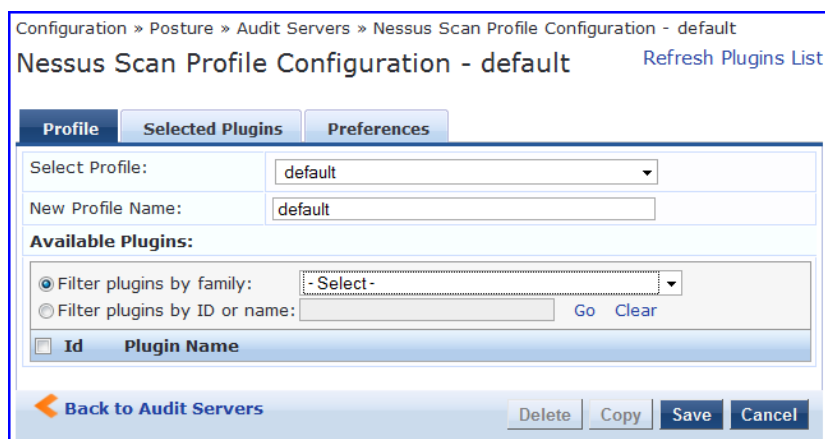 Configuration » Posture » Audit Servers » Nessus Scan Profile Configuration - default
Nessus Scan Profile Configuration - default Refresh Plugins List
Profile Selected Plugins Preferences
Select Profile: default
New Profile Name: default
Available Plugins:
Filter plugins by family: - Select -
Filter plugins by ID or name: Go Clear
Id Plugin Name
Back to Audit Servers Delete Copy Save Cancel